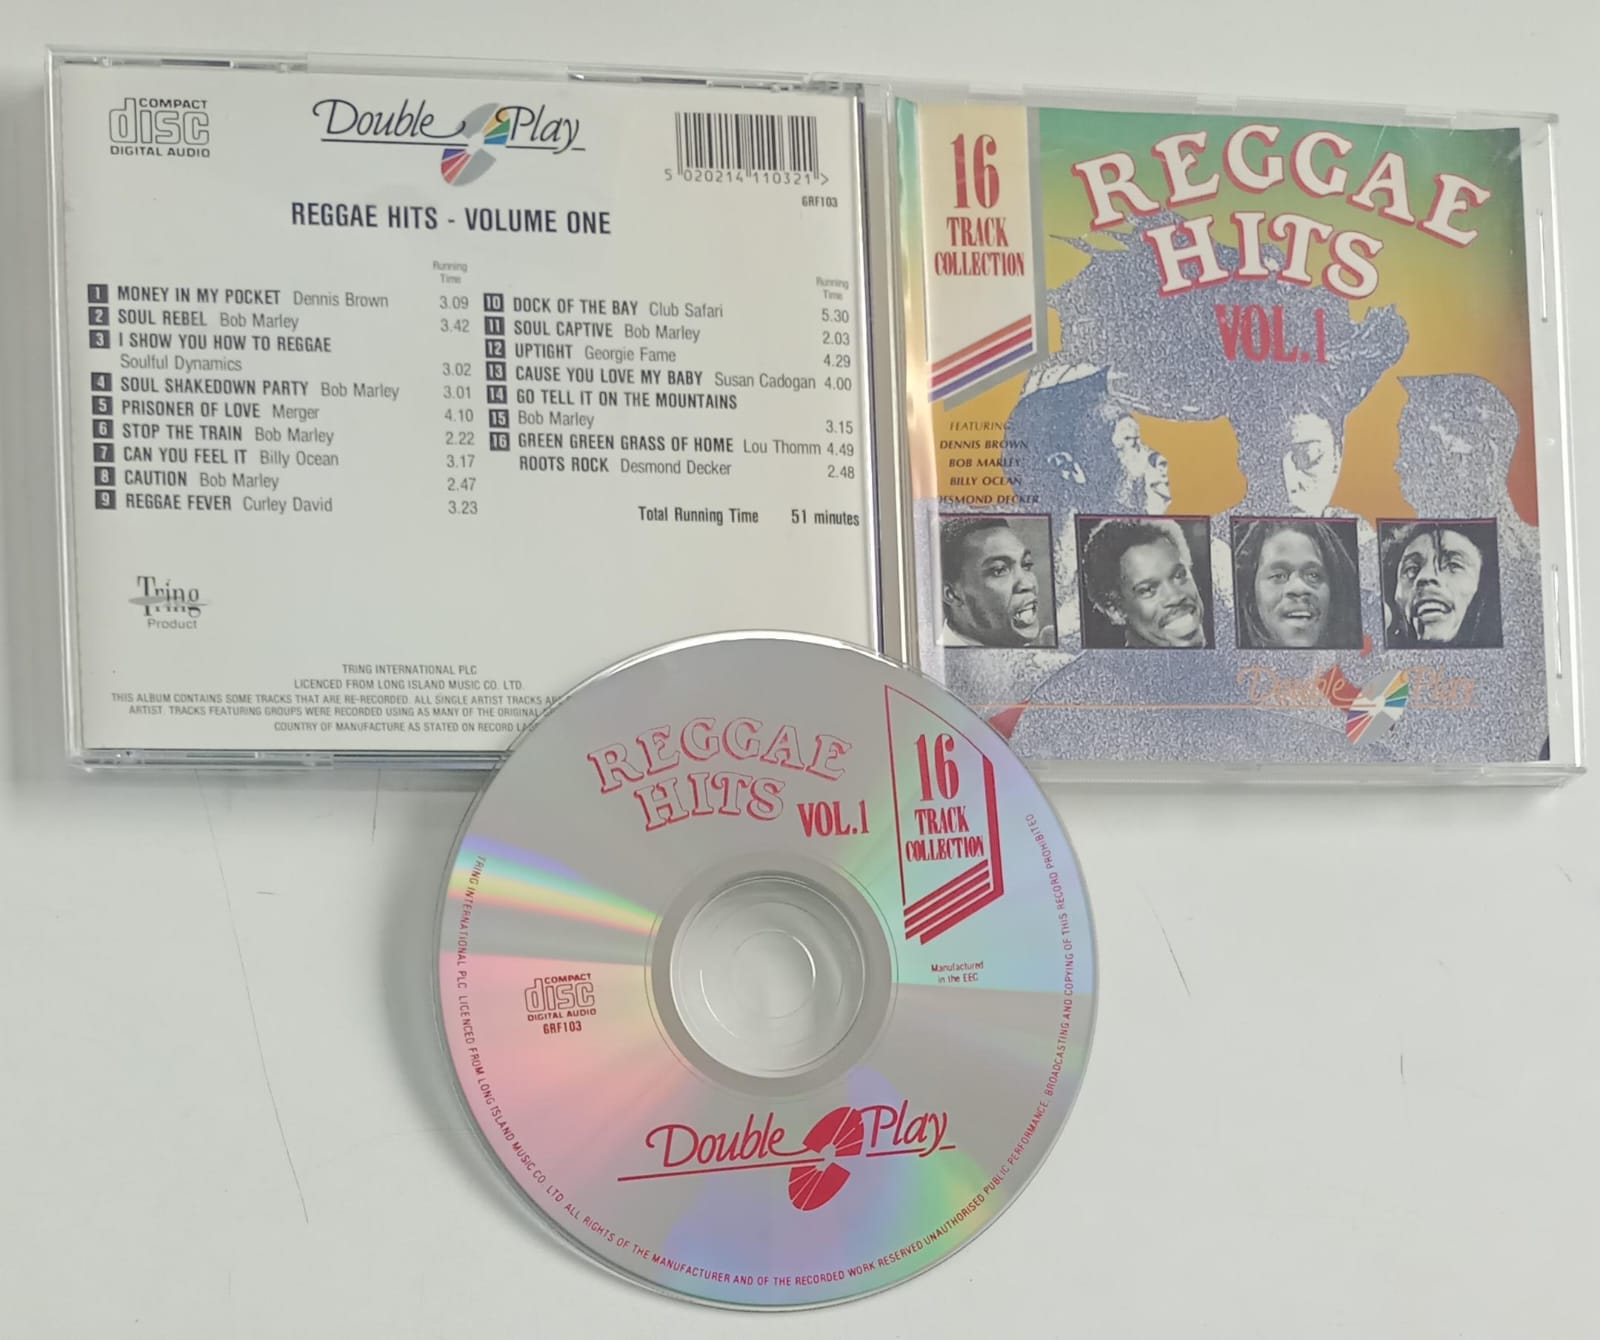 COMPACT
disc
DIGITAL AUDIO
Double Play
5 020214 110321 >
GRF103
REGGAE HITS - VOLUME ONE
Running
Time
1 MONEY IN MY POCKET Dennis Brown 3.09
2 SOUL REBEL Bob Marley 3.42
3 I SHOW YOU HOW TO REGGAE
Soulful Dynamics 3.02
4 SOUL SHAKEDOWN PARTY Bob Marley 3.01
5 PRISONER OF LOVE Merger 4.10
6 STOP THE TRAIN Bob Marley 2.22
7 CAN YOU FEEL IT Billy Ocean 3.17
8 CAUTION Bob Marley 2.47
9 REGGAE FEVER Curley David 3.23
Running
Time
10 DOCK OF THE BAY Club Safari 5.30
11 SOUL CAPTIVE Bob Marley 2.03
12 UPTIGHT Georgie Fame 4.29
13 CAUSE YOU LOVE MY BABY Susan Cadogan 4.00
14 GO TELL IT ON THE MOUNTAINS
15 Bob Marley 3.15
16 GREEN GREEN GRASS OF HOME Lou Thomm 4.49
ROOTS ROCK Desmond Decker 2.48
Total Running Time 51 minutes
Tring
Product
TRING INTERNATIONAL PLC
LICENCED FROM LONG ISLAND MUSIC CO. LTD.
THIS ALBUM CONTAINS SOME TRACKS THAT ARE RE-RECORDED. ALL SINGLE ARTIST TRACKS
ARTIST. TRACKS FEATURING GROUPS WERE RECORDED USING AS MANY OF THE ORIGINAL
COUNTRY OF MANUFACTURE AS STATED ON RECORD
16
TRACK
COLLECTION
REGGAE
HITS
VOL.1
FEATURING
DENNIS BROWN
BOB MARLEY
BILLY OCEAN
DESMOND DECKER
Double Play
REGGAE
HITS VOL.1
16
TRACK
COLLECTION
Manufactured
in the EEC
COMPACT
disc
DIGITAL AUDIO
GRF103
Double Play
TRING INTERNATIONAL PLC. LICENCED FROM LONG ISLAND MUSIC CO. LTD. ALL RIGHTS OF THE MANUFACTURER AND OF THE RECORDED WORK RESERVED UNAUTHORISED PUBLIC PERFORMANCE. BROADCASTING AND COPYING OF THIS RECORD PROHIBITED